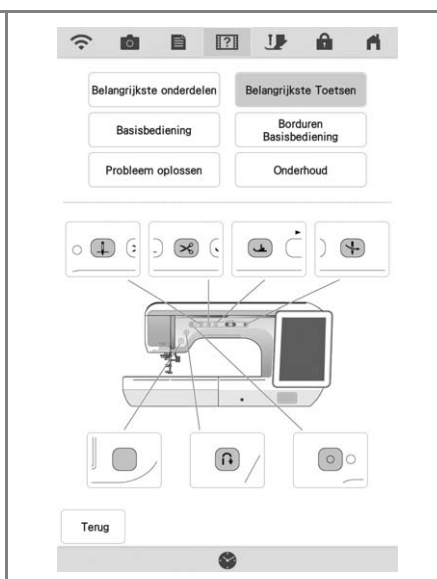 Belangrijkste onderdelen
Belangrijkste Toetsen
Basisbediening
Borduren
Basisbediening
Probleem oplossen
Onderhoud
Terug